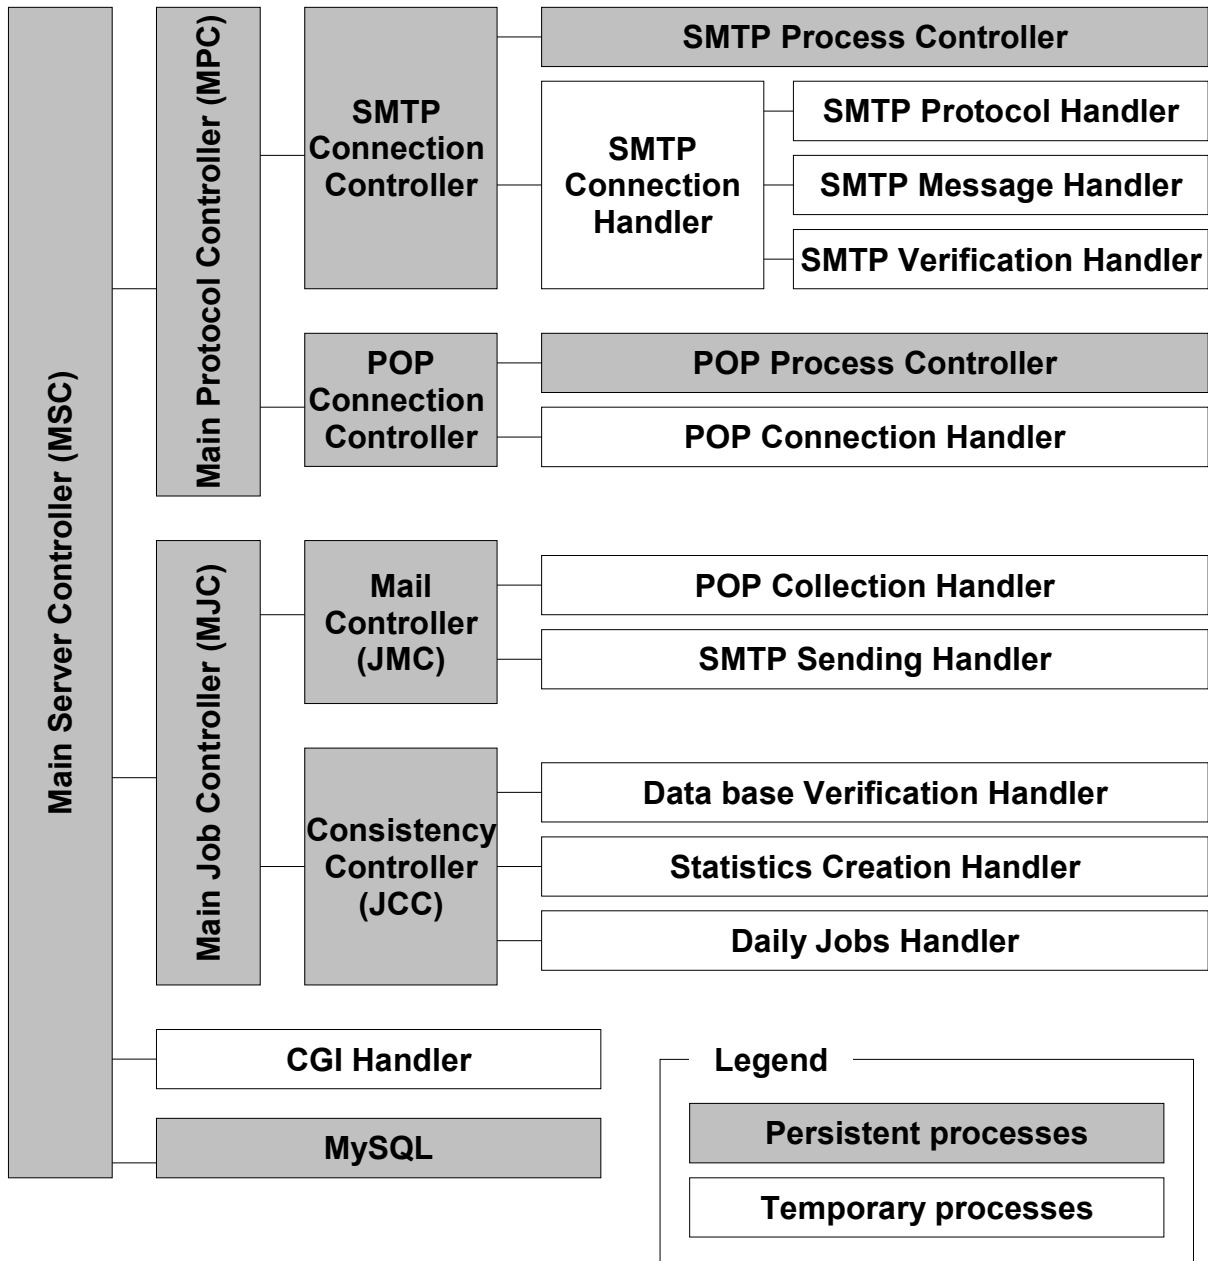 Main Server Controller (MSC)
Main Protocol Controller (MPC)
SMTP
Connection
Controller
SMTP Process Controller
SMTP
Connection
Handler
SMTP Protocol Handler
SMTP Message Handler
SMTP Verification Handler
POP
Connection
Controller
POP Process Controller
POP Connection Handler
Main Job Controller (MJC)
Mail
Controller
(JMC)
POP Collection Handler
SMTP Sending Handler
Consistency
Controller
(JCC)
Data base Verification Handler
Statistics Creation Handler
Daily Jobs Handler
CGI Handler
MySQL
Legend
Persistent processes
Temporary processes